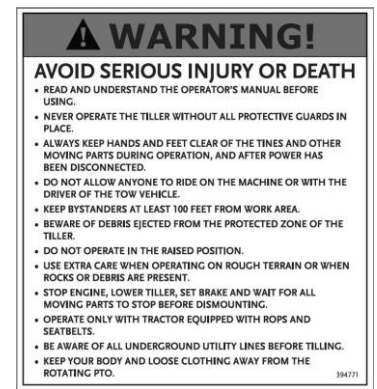 WARNING!
AVOID SERIOUS INJURY OR DEATH
• READ AND UNDERSTAND THE OPERATOR'S MANUAL BEFORE
USING.
• NEVER OPERATE THE TILLER WITHOUT ALL PROTECTIVE GUARDS IN
PLACE.
• ALWAYS KEEP HANDS AND FEET CLEAR OF THE TINES AND OTHER
MOVING PARTS DURING OPERATION, AND AFTER POWER HAS
BEEN DISCONNECTED.
• DO NOT ALLOW ANYONE TO RIDE ON THE MACHINE OR WITH THE
DRIVER OF THE TOW VEHICLE.
• KEEP BYSTANDERS AT LEAST 100 FEET FROM WORK AREA.
• BEWARE OF DEBRIS EJECTED FROM THE PROTECTED ZONE OF THE
TILLER.
• DO NOT OPERATE IN THE RAISED POSITION.
• USE EXTRA CARE WHEN OPERATING ON ROUGH TERRAIN OR WHEN
ROCKS OR DEBRIS ARE PRESENT.
• STOP ENGINE, LOWER TILLER, SET BRAKE AND WAIT FOR ALL
MOVING PARTS TO STOP BEFORE DISMOUNTING.
• OPERATE ONLY WITH TRACTOR EQUIPPED WITH ROPS AND
SEATBELTS.
• BE AWARE OF ALL UNDERGROUND UTILITY LINES BEFORE TILLING.
• KEEP YOUR BODY AND LOOSE CLOTHING AWAY FROM THE
ROTATING PTO.
394771